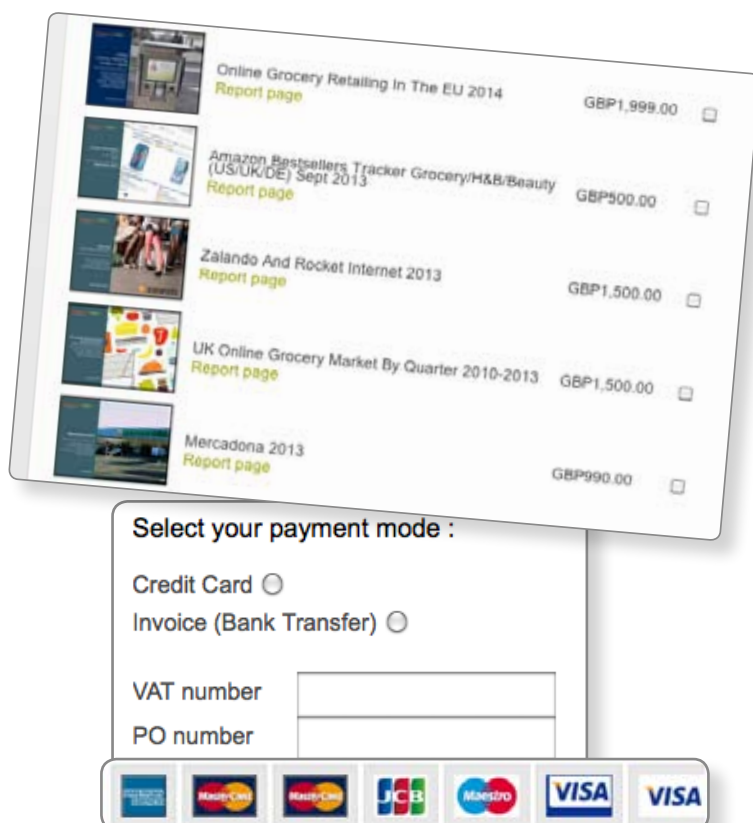 Online Grocery Retailing In The EU 2014 GBP1,999.00
Report page
Amazon Bestsellers Tracker Grocery/H&B/Beauty
(US/UK/DE) Sept 2013 GBP500.00
Report page
Zalando And Rocket Internet 2013 GBP1,500.00
Report page
UK Online Grocery Market By Quarter 2010-2013 GBP1,500.00
Report page
Mercadona 2013 GBP990.00
Report page
Select your payment mode :
Credit Card
Invoice (Bank Transfer)
VAT number
PO number
MasterCard MasterCard JCB Maestro VISA VISA